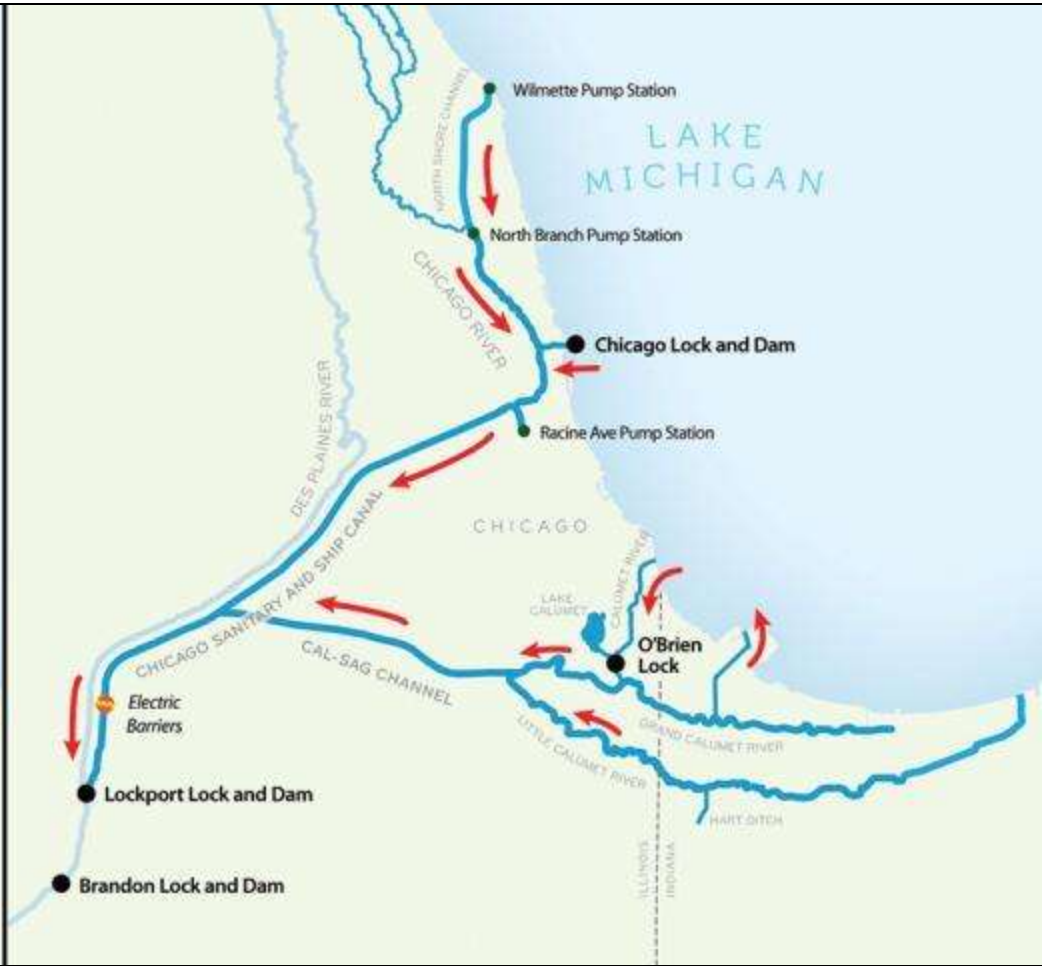 NORTH SHORE CHANNEL
Wilmette Pump Station
LAKE
MICHIGAN
North Branch Pump Station
CHICAGO RIVER
Chicago Lock and Dam
DES PLAINES RIVER
Racine Ave Pump Station
CHICAGO SANITARY AND SHIP CANAL
CHICAGO
CALUMET RIVER
LAKE
CALUMET
O'Brien
Lock
CAL-SAG CHANNEL
Electric
Barriers
LITTLE CALUMET RIVER
GRAND CALUMET RIVER
HART DITCH
Lockport Lock and Dam
ILLINOIS
INDIANA
Brandon Lock and Dam